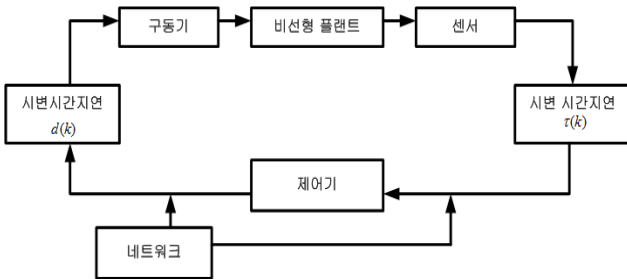 구동기
비선형 플랜트
센서
시변시간지연
d(k)
시변 시간지연
τ(k)
제어기
네트워크